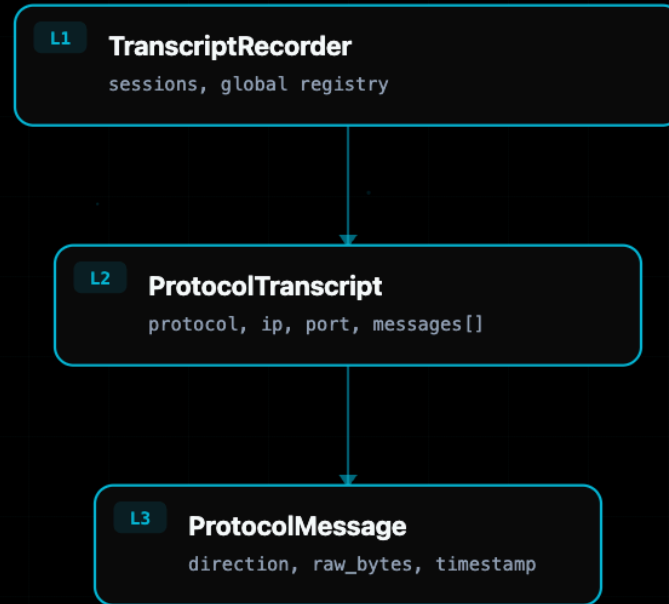 L1
TranscriptRecorder
sessions, global registry
L2
ProtocolTranscript
protocol, ip, port, messages[]
L3
ProtocolMessage
direction, raw_bytes, timestamp